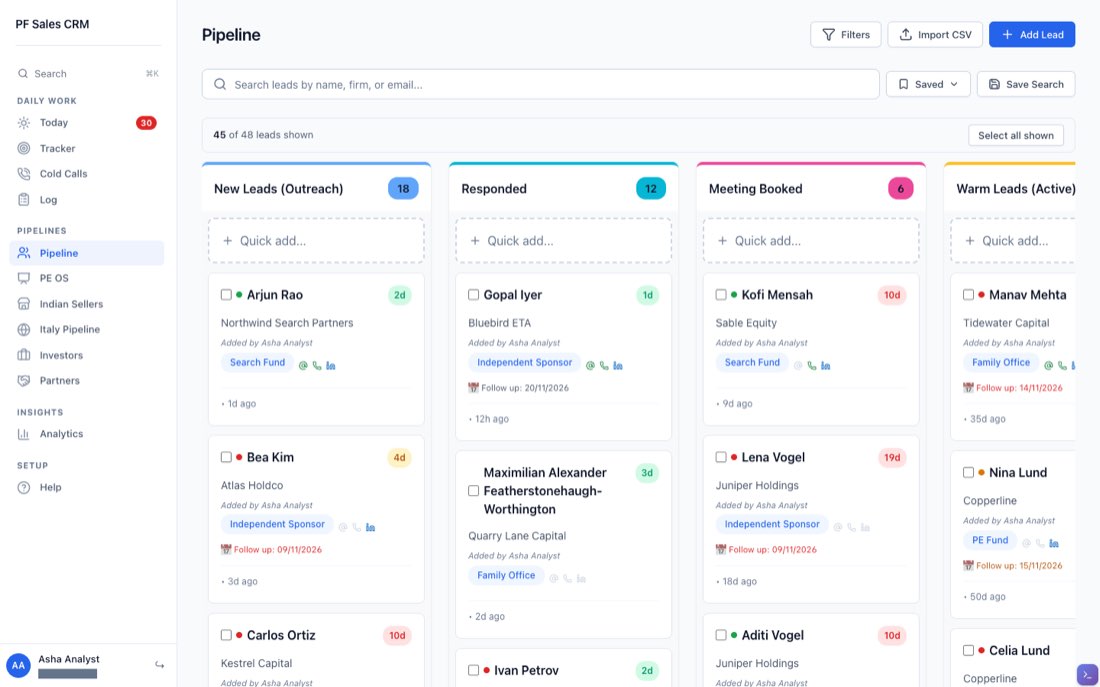 PF Sales CRM
Search
⌘K
DAILY WORK
Today
30
Tracker
Cold Calls
Log
PIPELINES
Pipeline
PE OS
Indian Sellers
Italy Pipeline
Investors
Partners
INSIGHTS
Analytics
SETUP
Help
AA
Asha Analyst
Pipeline
Filters
Import CSV
+ Add Lead
Search leads by name, firm, or email...
Saved
Save Search
45 of 48 leads shown
Select all shown
New Leads (Outreach)
18
+ Quick add...
Arjun Rao
2d
Northwind Search Partners
Added by Asha Analyst
Search Fund
@ in
• 1d ago
Bea Kim
4d
Atlas Holdco
Added by Asha Analyst
Independent Sponsor
@ in
Follow up: 09/11/2026
• 3d ago
Carlos Ortiz
10d
Kestrel Capital
Added by Asha Analyst
Responded
12
+ Quick add...
Gopal Iyer
1d
Bluebird ETA
Added by Asha Analyst
Independent Sponsor
@ in
Follow up: 20/11/2026
• 12h ago
Maximilian Alexander
Featherstonehaugh-
Worthington
3d
Quarry Lane Capital
Added by Asha Analyst
Family Office
@ in
• 2d ago
Ivan Petrov
2d
Meeting Booked
6
+ Quick add...
Kofi Mensah
10d
Sable Equity
Added by Asha Analyst
Search Fund
@ in
• 9d ago
Lena Vogel
19d
Juniper Holdings
Added by Asha Analyst
Independent Sponsor
@ in
Follow up: 09/11/2026
• 18d ago
Aditi Vogel
10d
Juniper Holdings
Added by Asha Analyst
Warm Leads (Active)
+ Quick add...
Manav Mehta
Tidewater Capital
Added by Asha Analyst
Family Office
@
Follow up: 14/11/2026
• 35d ago
Nina Lund
Copperline
Added by Asha Analyst
PE Fund
@ in
Follow up: 15/11/2026
• 50d ago
Celia Lund
Copperline
Added by Asha Analyst